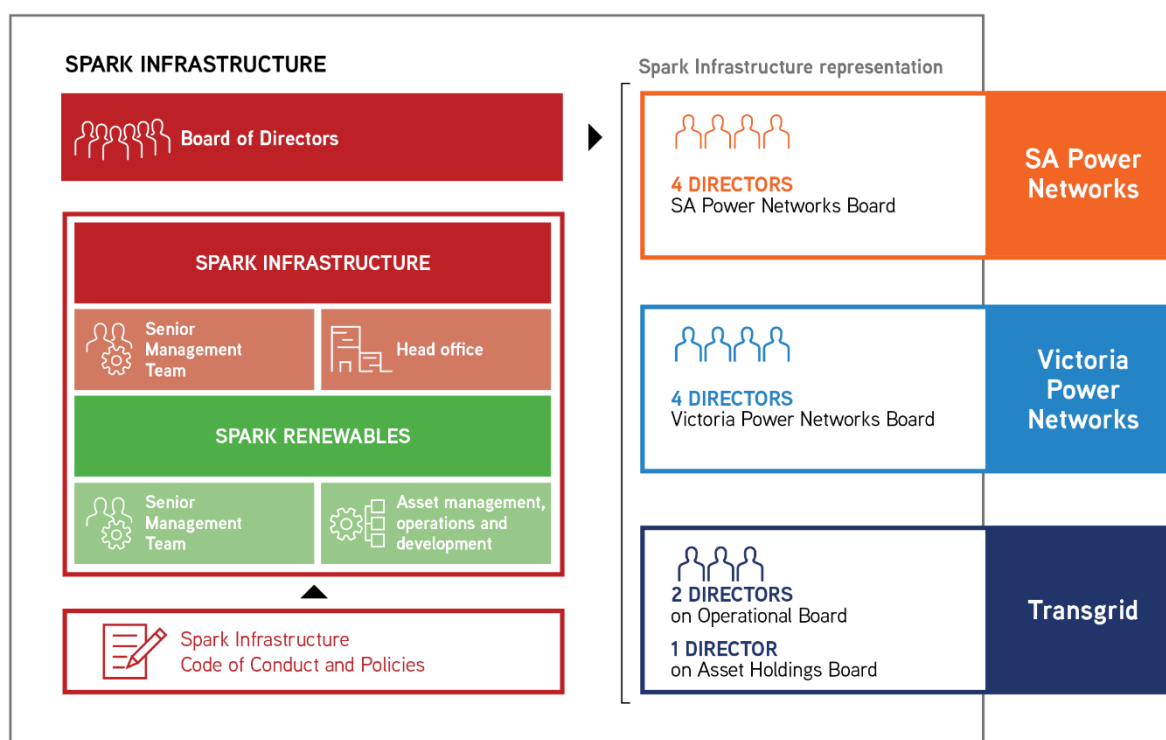 SPARK INFRASTRUCTURE
Board of Directors
SPARK INFRASTRUCTURE
Senior
Management
Team
Head office
SPARK RENEWABLES
Senior
Management
Team
Asset management,
operations and
development
Spark Infrastructure
Code of Conduct and Policies
Spark Infrastructure representation
4 DIRECTORS
SA Power Networks Board
SA Power
Networks
4 DIRECTORS
Victoria Power Networks Board
Victoria
Power
Networks
2 DIRECTORS
on Operational Board
1 DIRECTOR
on Asset Holdings Board
Transgrid